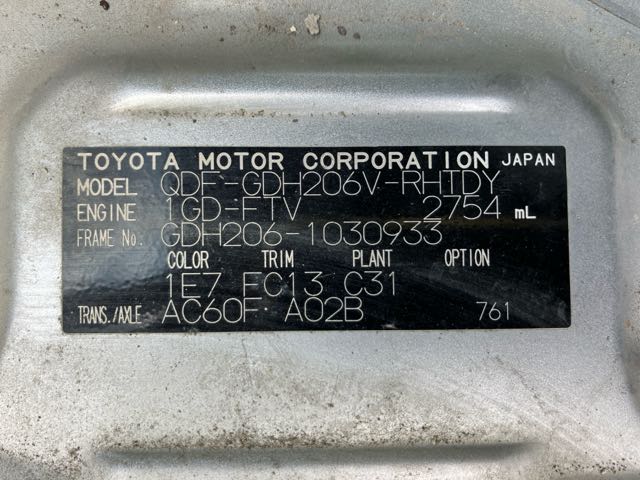 TOYOTA MOTOR CORPORATION JAPAN
MODEL QDF-GDH206V-RHTDY
ENGINE 1GD-FTV 2754 mL
FRAME No. GDH206-1030933
COLOR TRIM PLANT OPTION
1E7 FC13 C31
TRANS./AXLE AC60F A02B 761